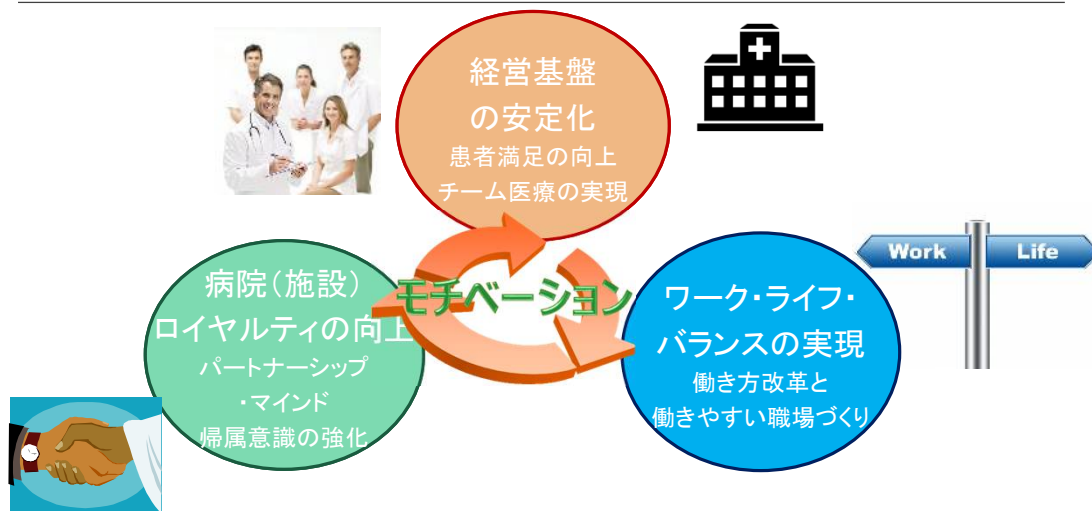 経営基盤
の安定化
患者満足の向上
チーム医療の実現
Work
Life
モチベーション
病院（施設）
ロイヤルティの向上
パートナーシップ
・マインド
帰属意識の強化
ワーク・ライフ・
バランスの実現
働き方改革と
働きやすい職場づくり